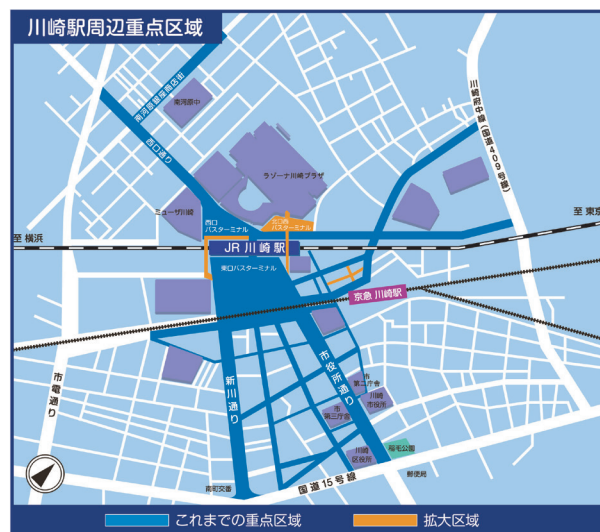 川崎駅周辺重点区域
南河原銀座商店街
南河原中
川崎府中線(国道409号線)
西口通り
ラゾーナ川崎プラザ
ミューザ川崎
西口
バスターミナル
北口西
バスターミナル
至 東京
至 横浜
JR 川崎駅
東口バスターミナル
京急 川崎駅
市電通り
新川通り
市役所通り
市
第二庁舎
川崎
市役所
市
第三庁舎
川崎
区役所
稲毛公園
郵便局
南町交番
国道15号線
これまでの重点区域
拡大区域